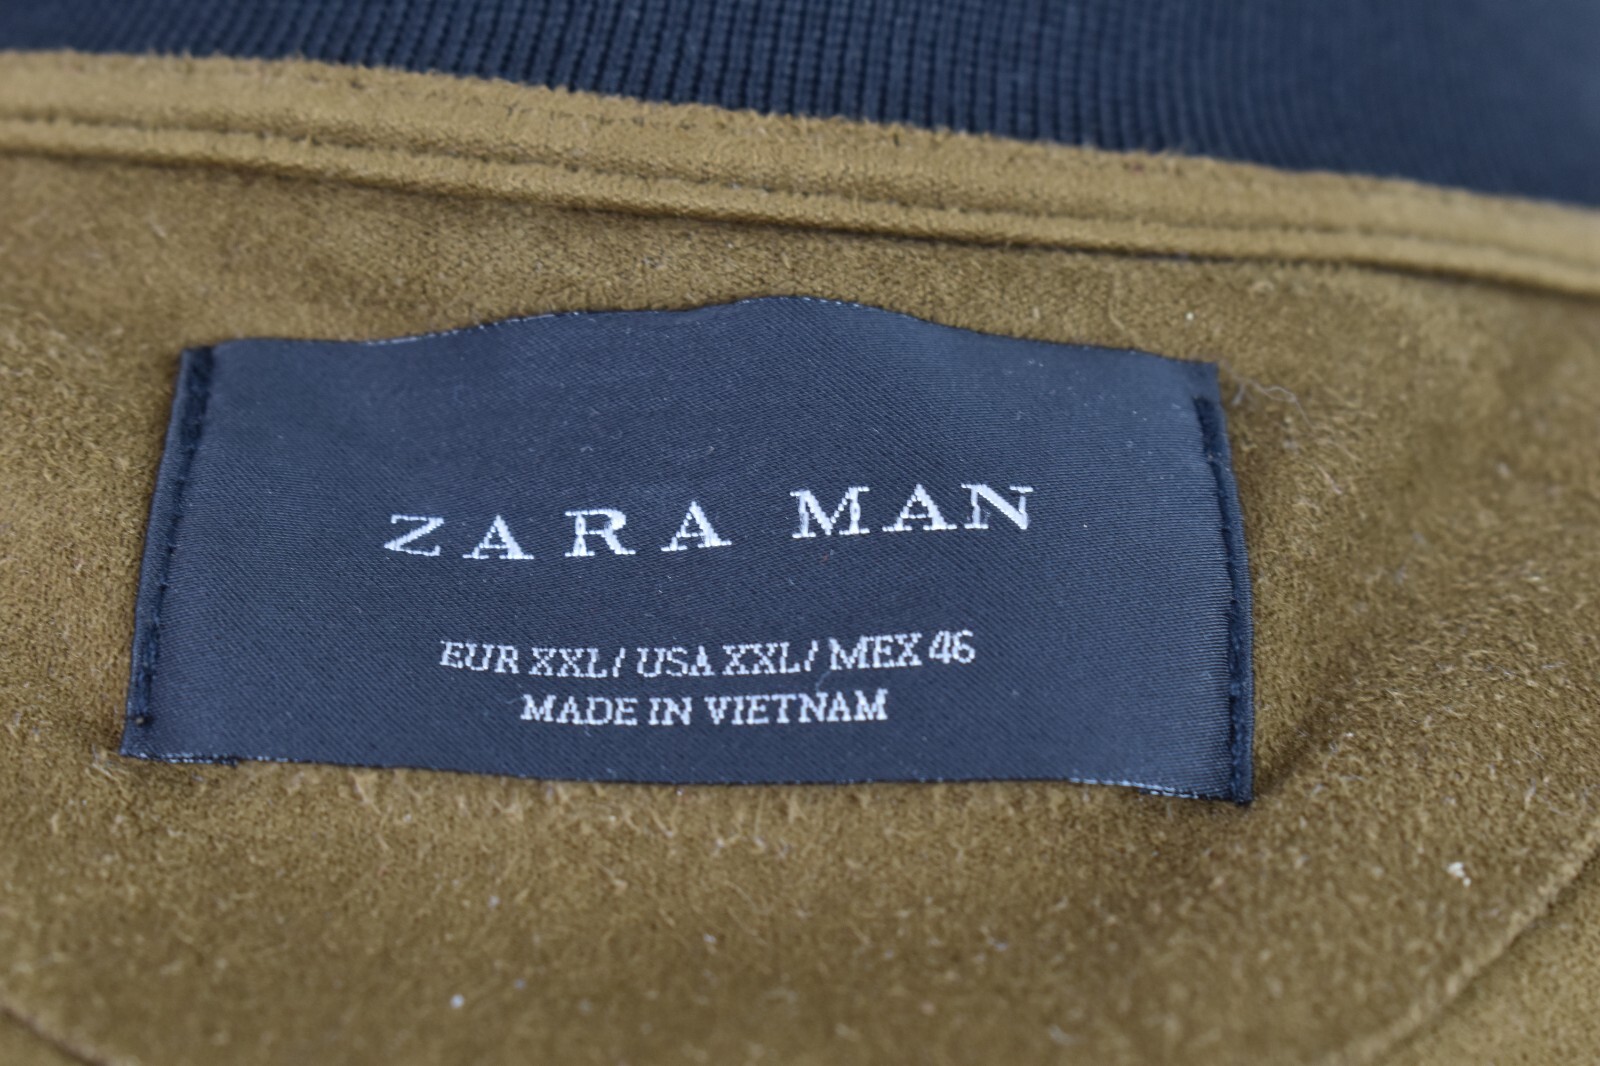 ZARA MAN
EUR XXL/ USA XXL/ MEX 46
MADE IN VIETNAM